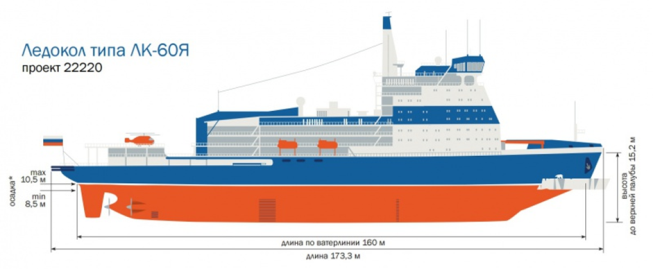 Ледокол типа ЛК-60Я
проект 22220
осадка*
max
10,5 м
min
8,5 м
высота
до верхней палубы 15,2 м
длина по ватерлинии 160 м
длина 173,3 м